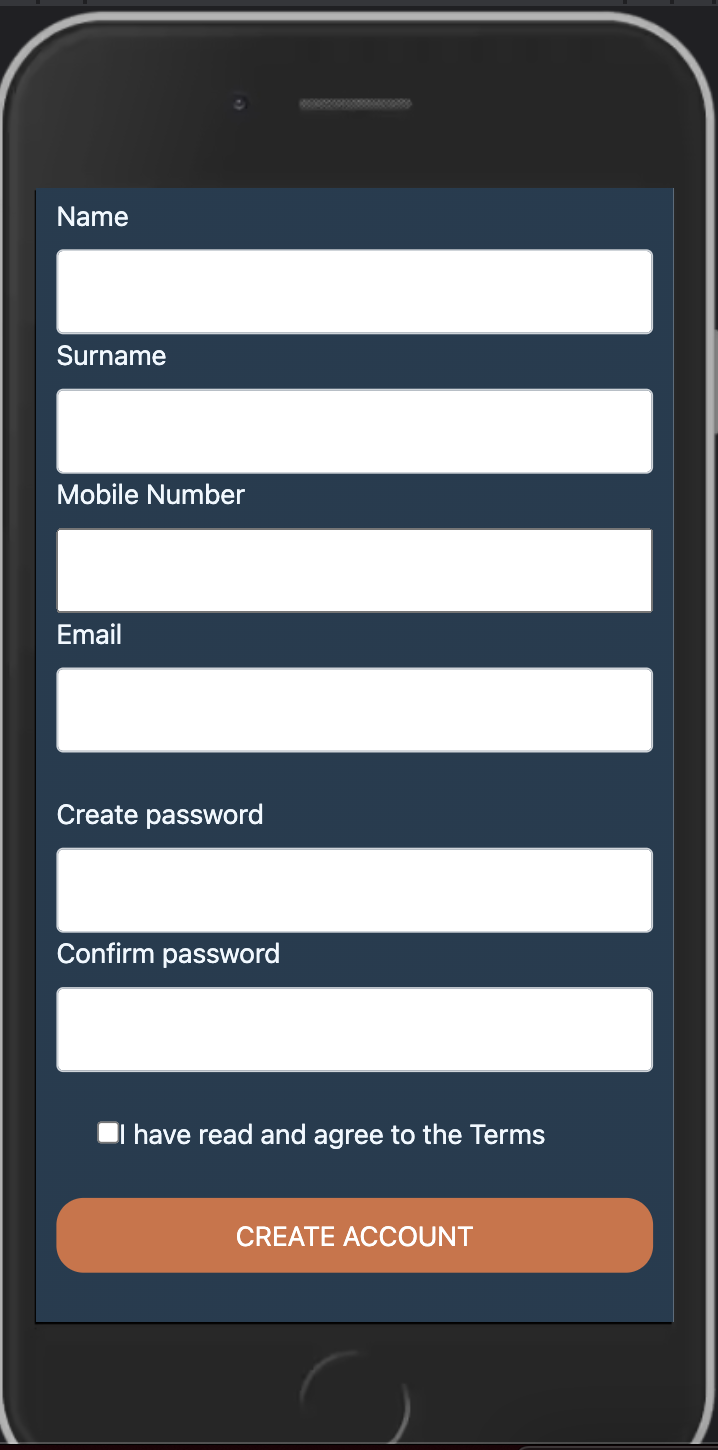 Name
Surname
Mobile Number
Email
Create password
Confirm password
I have read and agree to the Terms
CREATE ACCOUNT